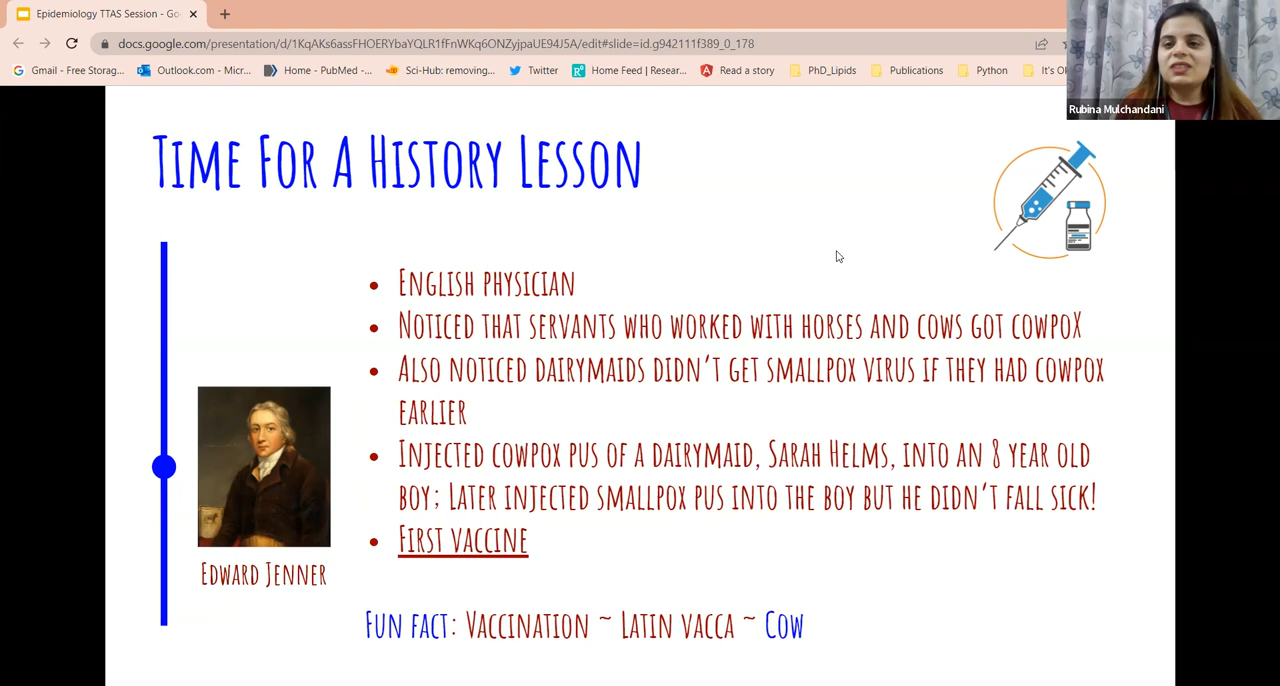 Epidemiology TTAS Session - Go
docs.google.com/presentation/d/1KqAKs6assFHOERYbaYQLR1fFnWKq6ONZyjpaUE94J5A/edit#slide=id.g942111f389_0_178
Gmail - Free Storag... Outlook.com - Micr... Home - PubMed -... Sci-Hub: removing... Twitter Home Feed | Resear... Read a story PhD_Lipids Publications Python
Rubina Mulchandani
Time For A History Lesson
• English physician
• Noticed that servants who worked with horses and cows got cowpox
• Also noticed dairymaids didn't get smallpox virus if they had cowpox
earlier
• Injected cowpox pus of a dairymaid, Sarah Helms, into an 8 year old
boy; Later injected smallpox pus into the boy but he didn't fall sick!
• First vaccine
Edward Jenner
Fun fact: Vaccination ~ Latin vacca ~ Cow